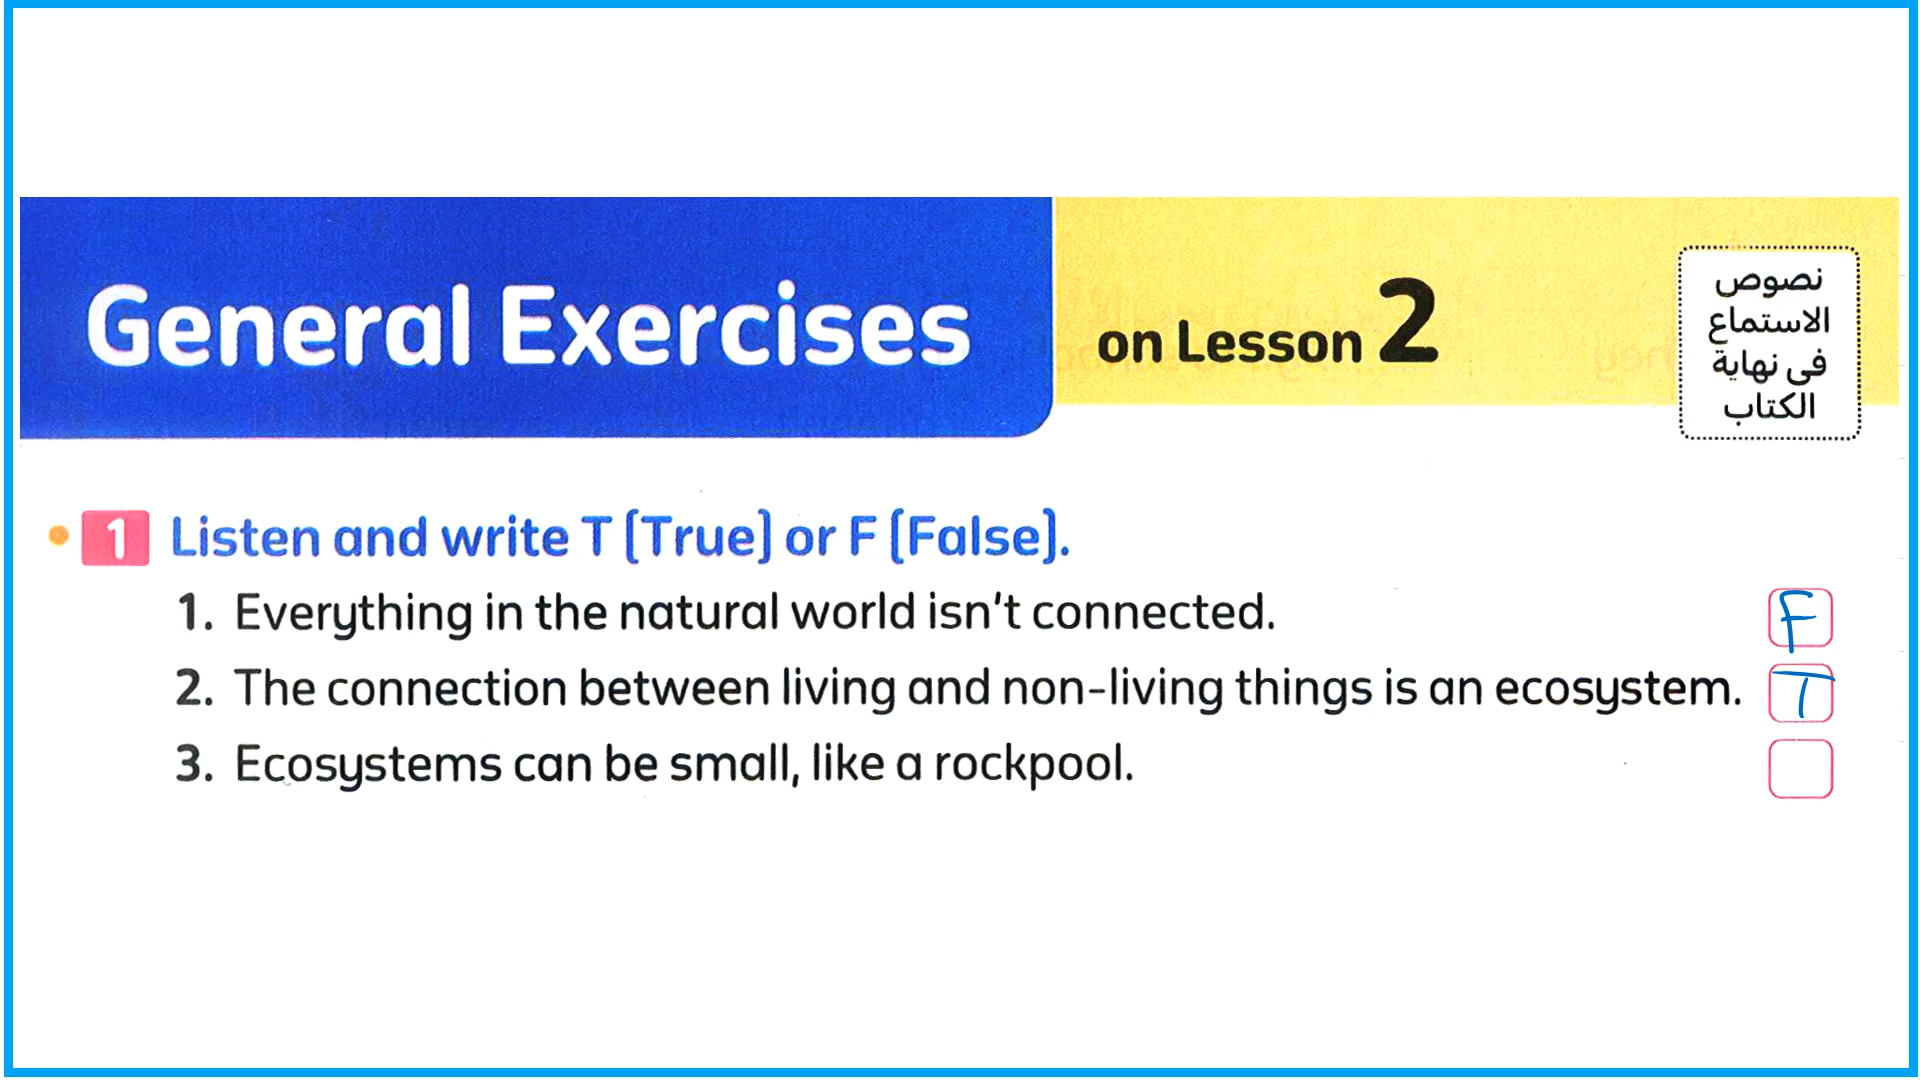 General Exercises
on Lesson 2
نصوص
الاستماع
فى نهاية
الكتاب
1 Listen and write T (True) or F (False).
1. Everything in the natural world isn't connected. F
2. The connection between living and non-living things is an ecosystem. T
3. Ecosystems can be small, like a rockpool.